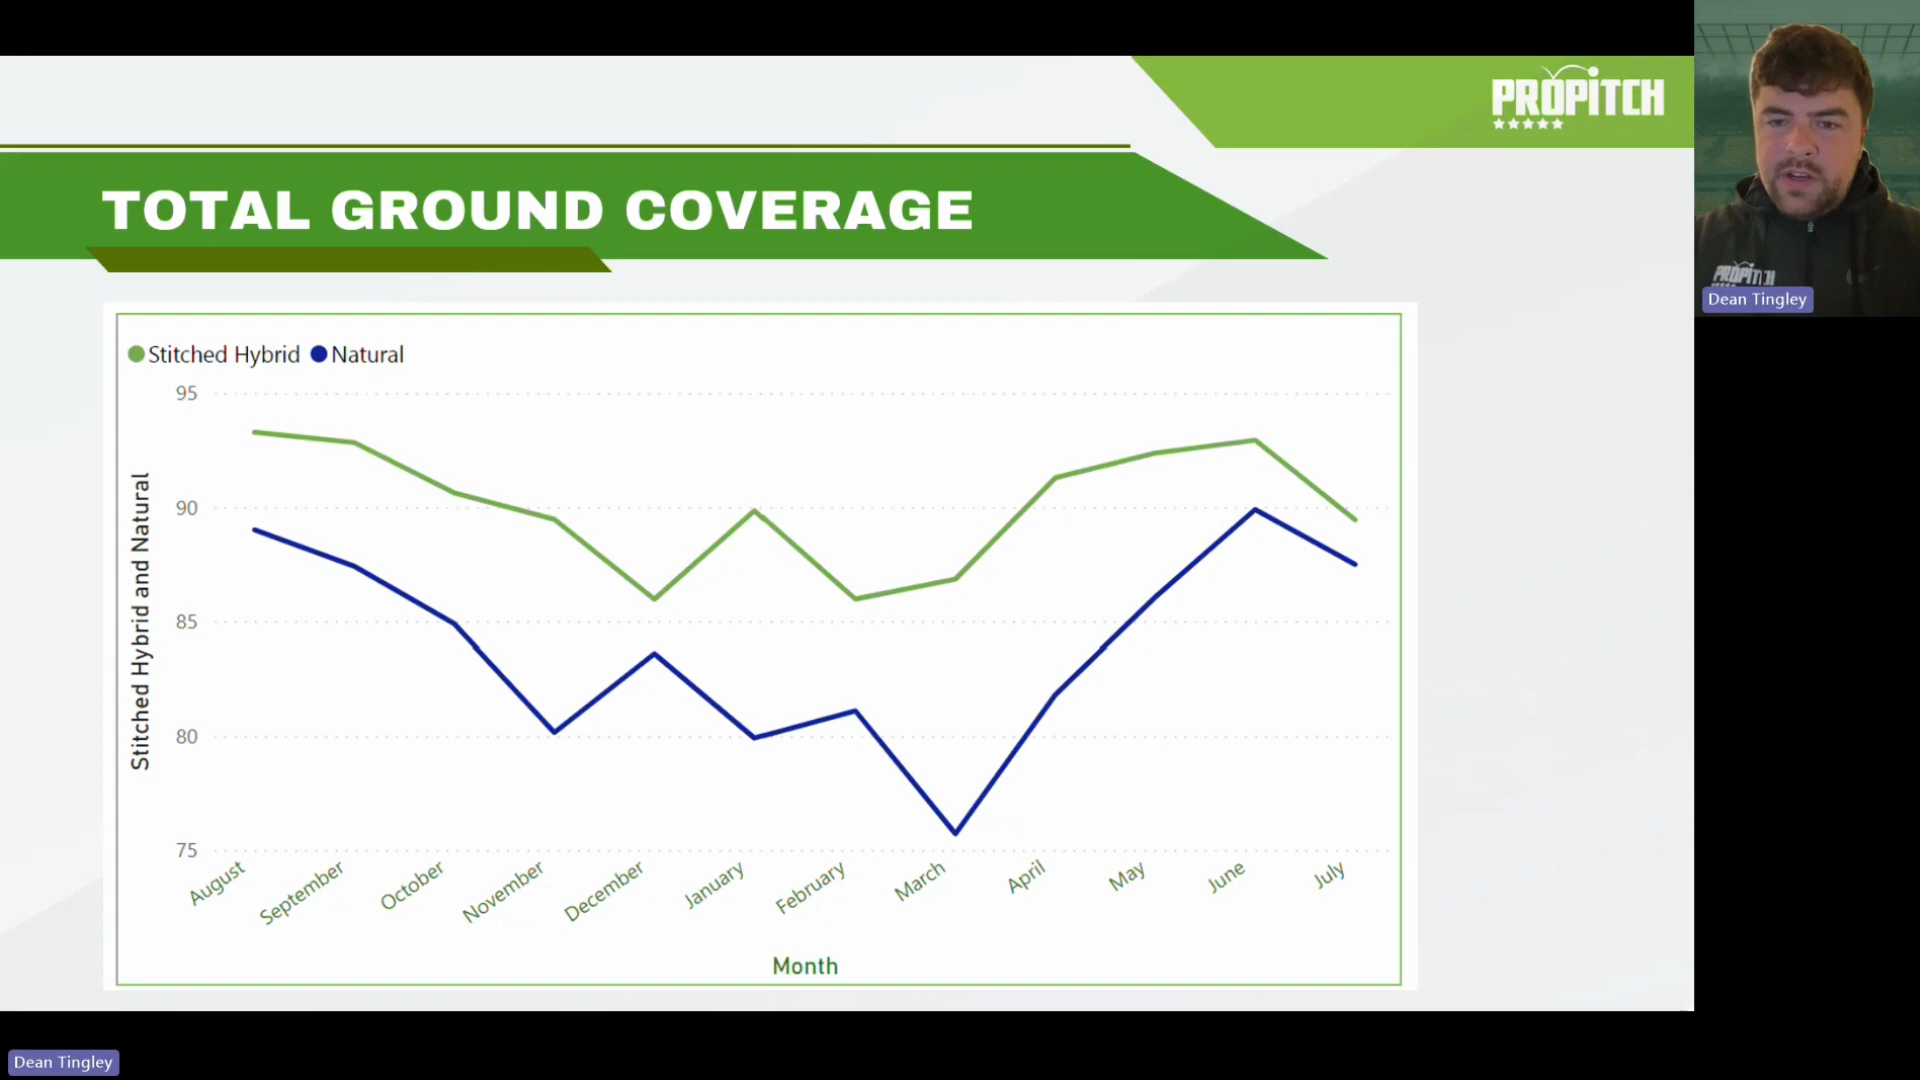 PROPITCH
TOTAL GROUND COVERAGE
PROPITCH
Dean Tingley
Stitched Hybrid Natural
95
90
85
80
75
Stitched Hybrid and Natural
August September October November December January February March April May June July
Month
Dean Tingley